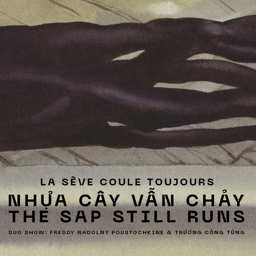 LA SÈVE COULE TOUJOURS
NHỰA CÂY VẪN CHẢY
THE SAP STILL RUNS
DUO SHOW: FREDDY NADOLNY POUSTOCHKINE & TRƯƠNG CÔNG TÙNG